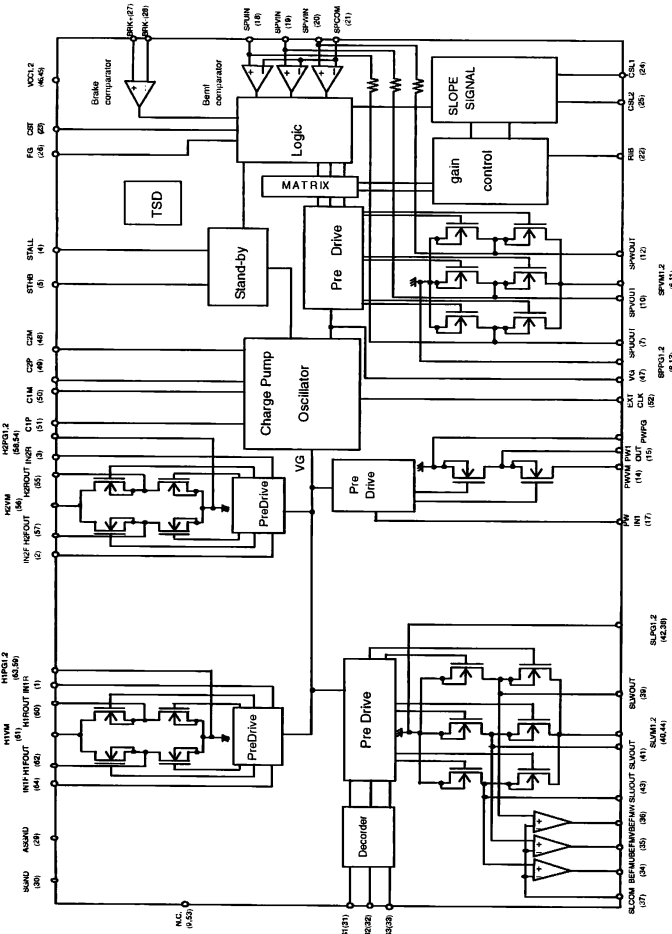 BRK+(27)
BRK-(28)
SPUIN
(18)
SPVIN
(19)
SPWIN
(20)
SPCOM
(21)
VCC1,2
(46,45)
Brake
comparator
Bemf
comparator
CST
(23)
FG
(26)
Logic
SLOPE
SIGNAL
CSL1
(24)
CSL2
(25)
TSD
MATRIX
gain
control
RIB
(22)
STALL
(4)
STHB
(5)
Stand-by
Pre Drive
SPWOUT
(12)
SPVM1,2
SPVOUT
(10)
SPUOUT
(7)
SPPG1,2
C2M
(48)
C2P
(49)
C1M
(50)
C1P
(51)
Charge Pump
Oscillator
VG
(47)
EXT
CLK
(52)
H2PG1,2
(58,54)
IN2R
(3)
H2ROUT
(55)
H2VM
(56)
H2FOUT
(57)
IN2F
(2)
PreDrive
VG
Pre
Drive
PWPG
PW1
OUT
(15)
PWVM
(14)
PW
IN1
(17)
H1PG1,2
(63,59)
IN1R
(1)
H1ROUT
(60)
H1VM
(61)
H1FOUT
(62)
IN1F
(64)
PreDrive
Pre Drive
SLPG1,2
(42,38)
SLWOUT
(39)
SLVM1,2
(40,44)
SLVOUT
(41)
SLUOUT
(43)
BEFMW
(36)
BEFMV
(35)
BEFMU
(34)
SLCOM
(37)
Decorder
ASGND
(29)
SGND
(30)
N.C.
(9,53)